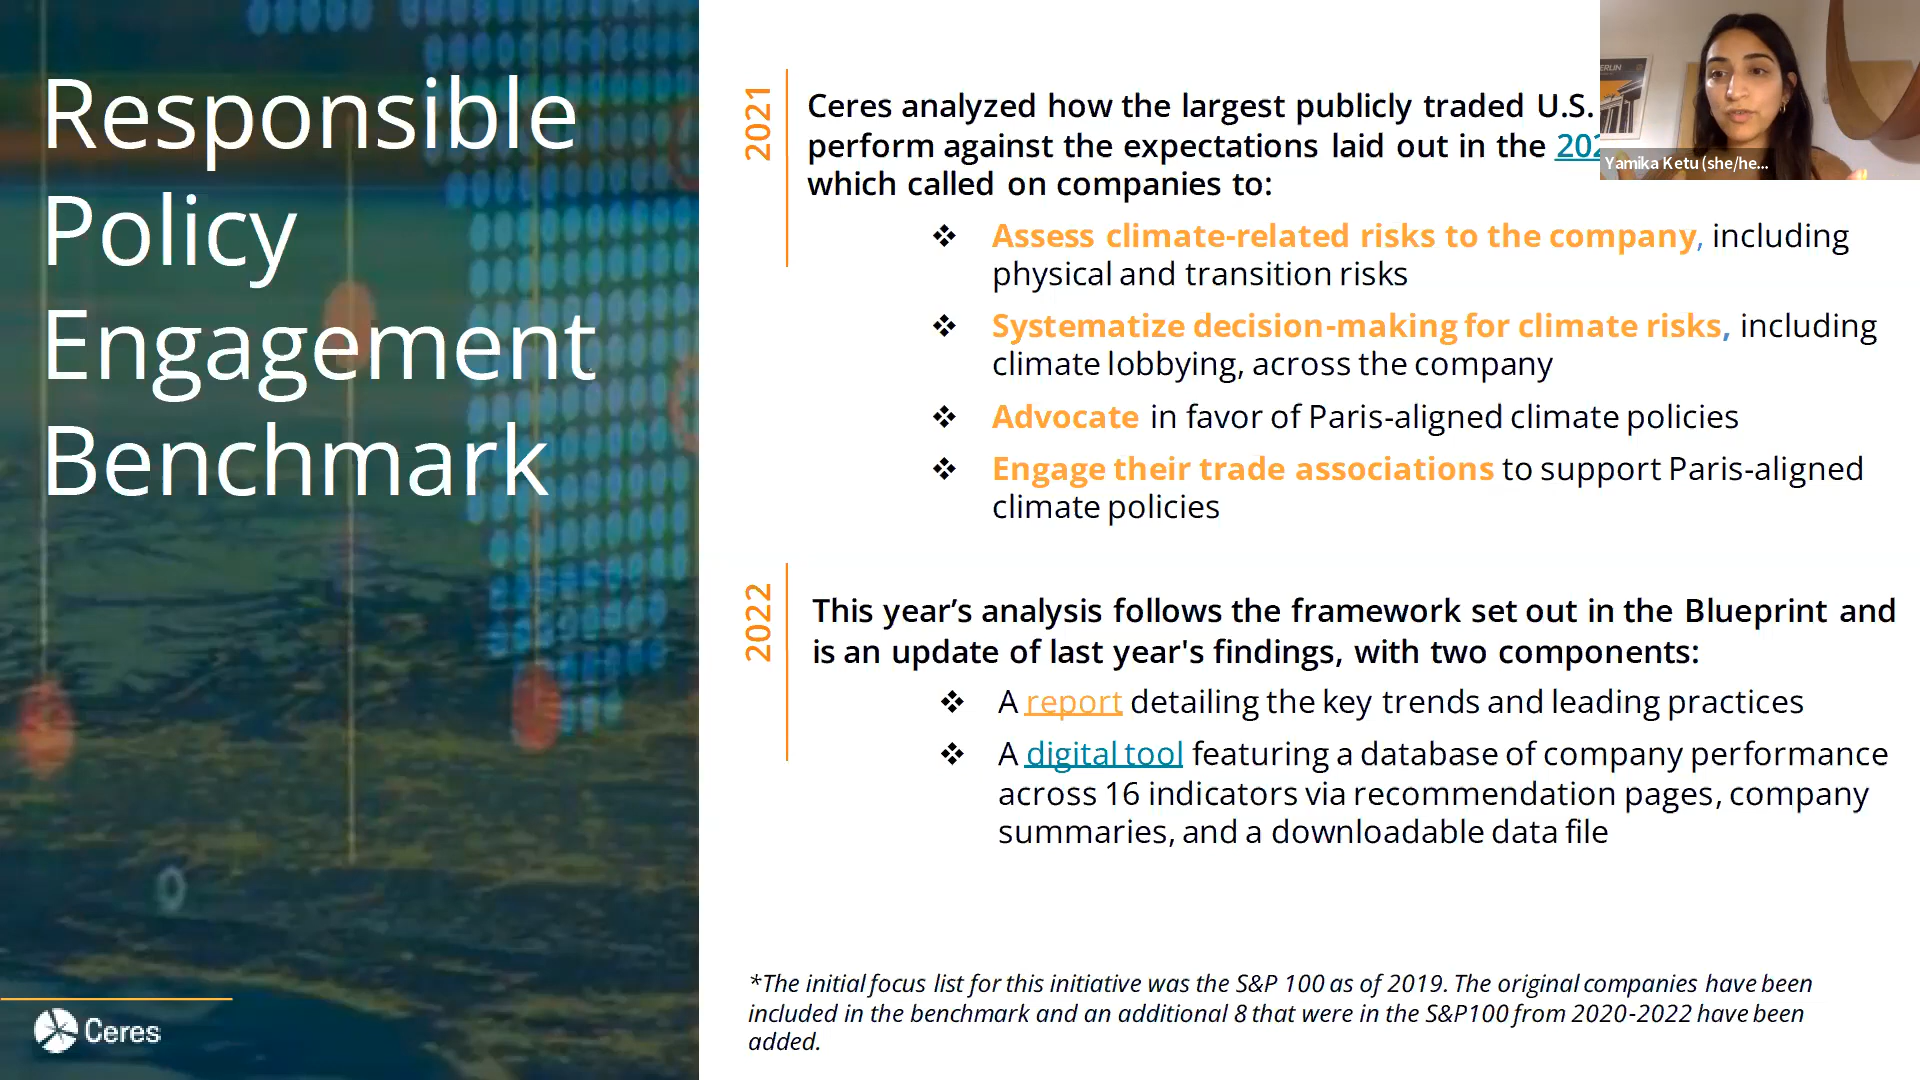 Responsible
Policy
Engagement
Benchmark
Ceres
2021
Ceres analyzed how the largest publicly traded U.S.
perform against the expectations laid out in the
which called on companies to:
❖ Assess climate-related risks to the company, including
physical and transition risks
❖ Systematize decision-making for climate risks, including
climate lobbying, across the company
❖ Advocate in favor of Paris-aligned climate policies
❖ Engage their trade associations to support Paris-aligned
climate policies
2022
This year’s analysis follows the framework set out in the Blueprint and
is an update of last year's findings, with two components:
❖ A report detailing the key trends and leading practices
❖ A digital tool featuring a database of company performance
across 16 indicators via recommendation pages, company
summaries, and a downloadable data file
*The initial focus list for this initiative was the S&P 100 as of 2019. The original companies have been
included in the benchmark and an additional 8 that were in the S&P100 from 2020-2022 have been
added.
Yamika Ketu (she/he...